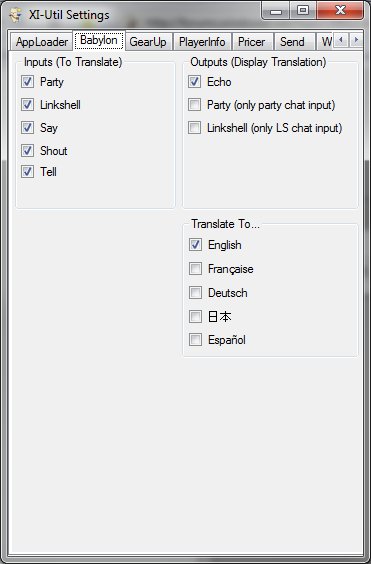 XI-Util Settings
AppLoader Babylon GearUp PlayerInfo Pricer Send W
Inputs (To Translate)
Party
Linkshell
Say
Shout
Tell
Outputs (Display Translation)
Echo
Party (only party chat input)
Linkshell (only LS chat input)
Translate To...
English
Française
Deutsch
日本
Español